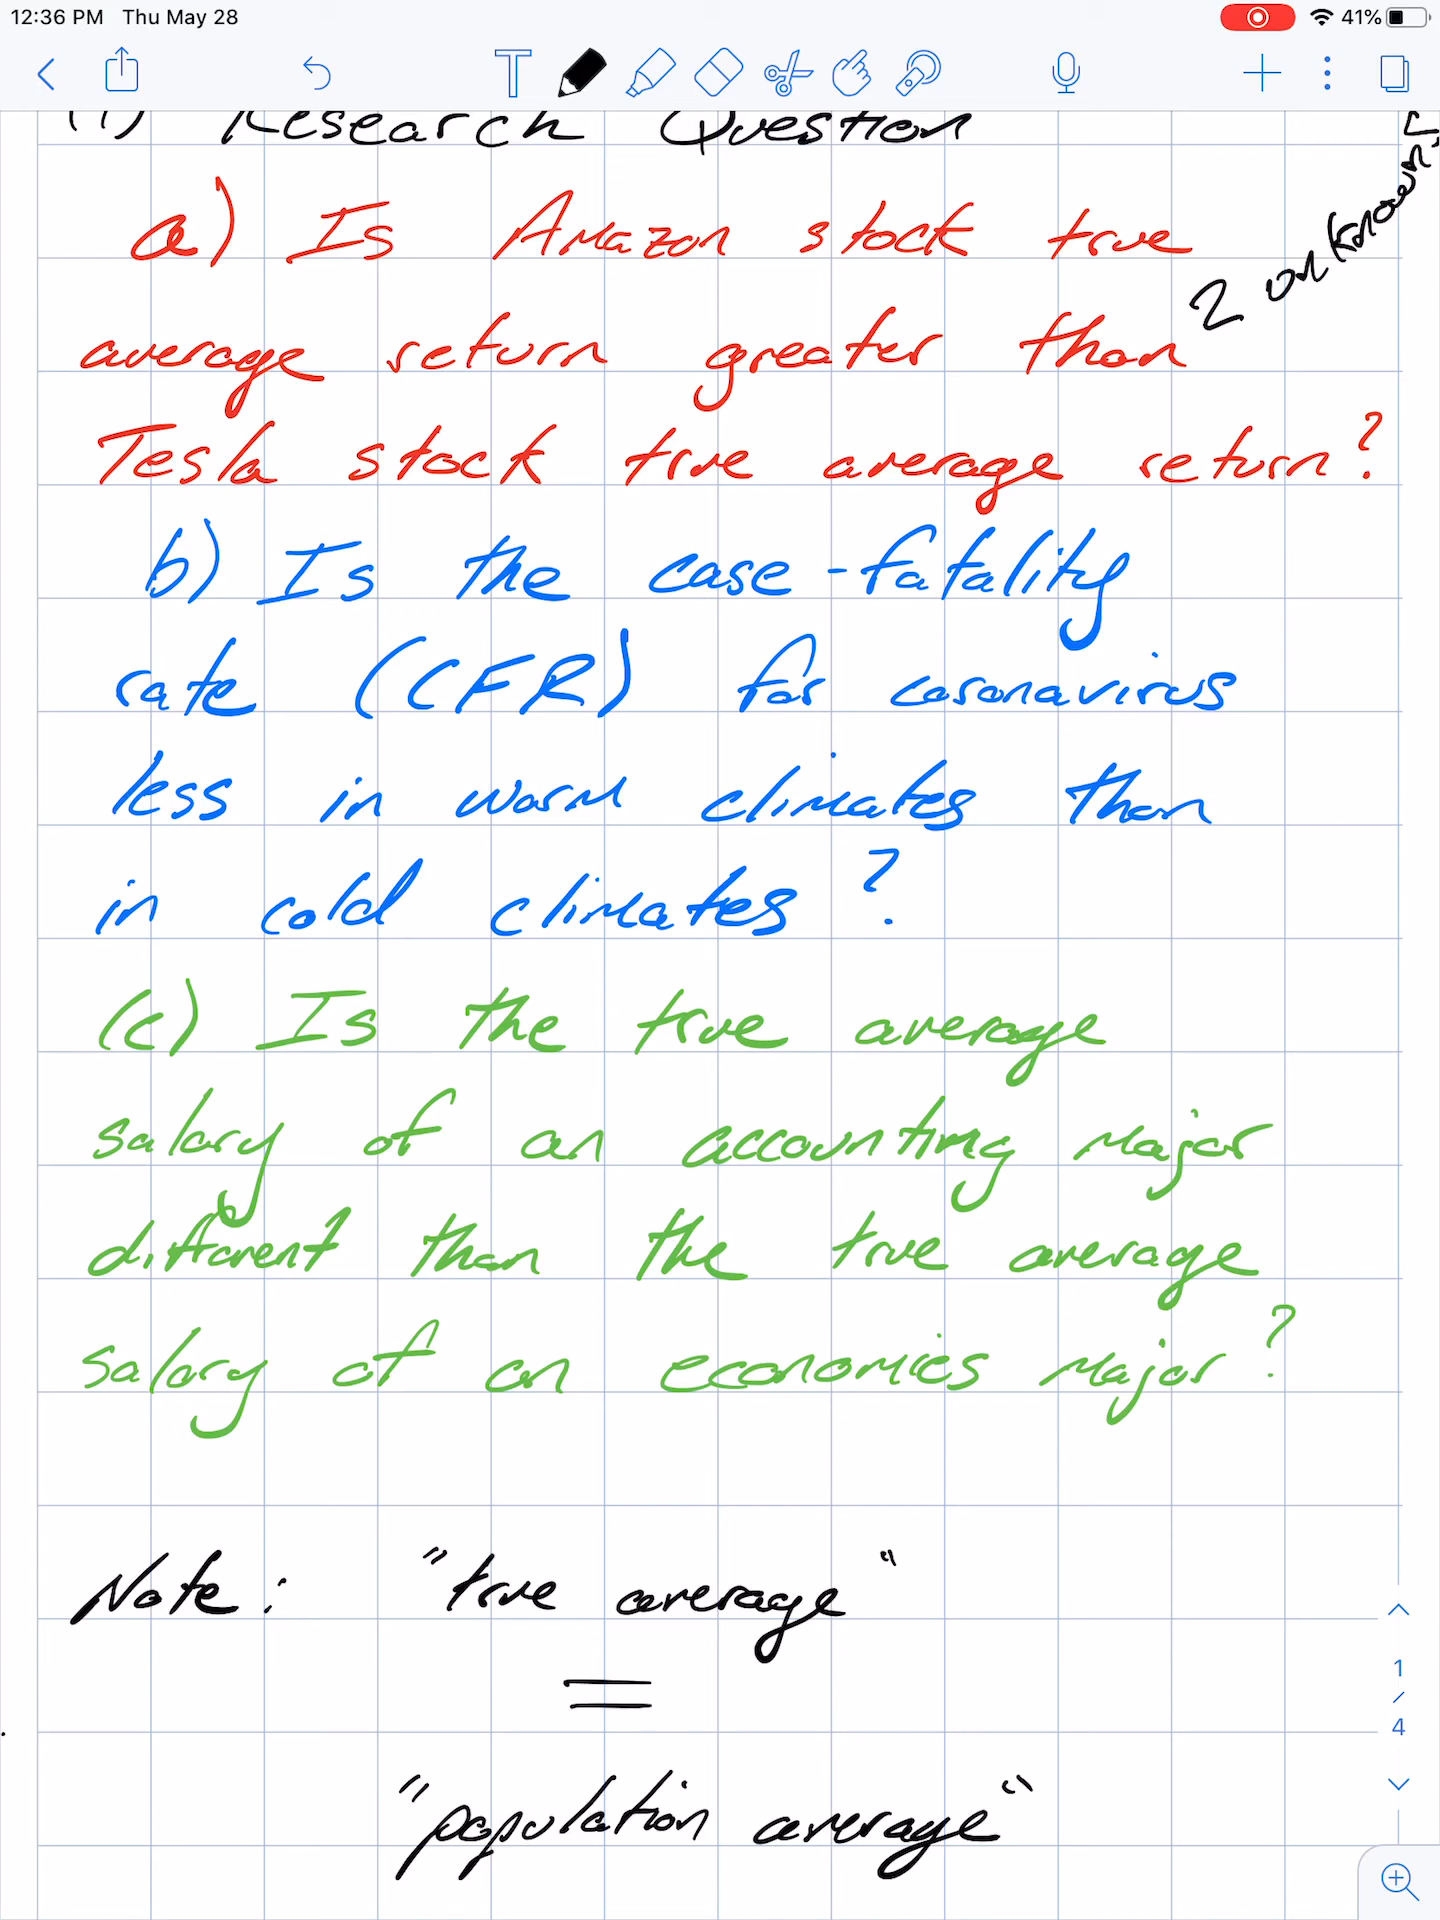 12:36 PM Thu May 28
41%
(1) Research Question
a) Is Amazon stock true
2 unknowns
average return greater than
Tesla stock true average return?
b) Is the case-fatality
rate (CFR) for coronavirus
less in warm climates than
in cold climates?
(c) Is the true average
salary of an accounting major
different than the true average
salary of an economics major?
Note: "true average"
=
"population average"
1
/
4